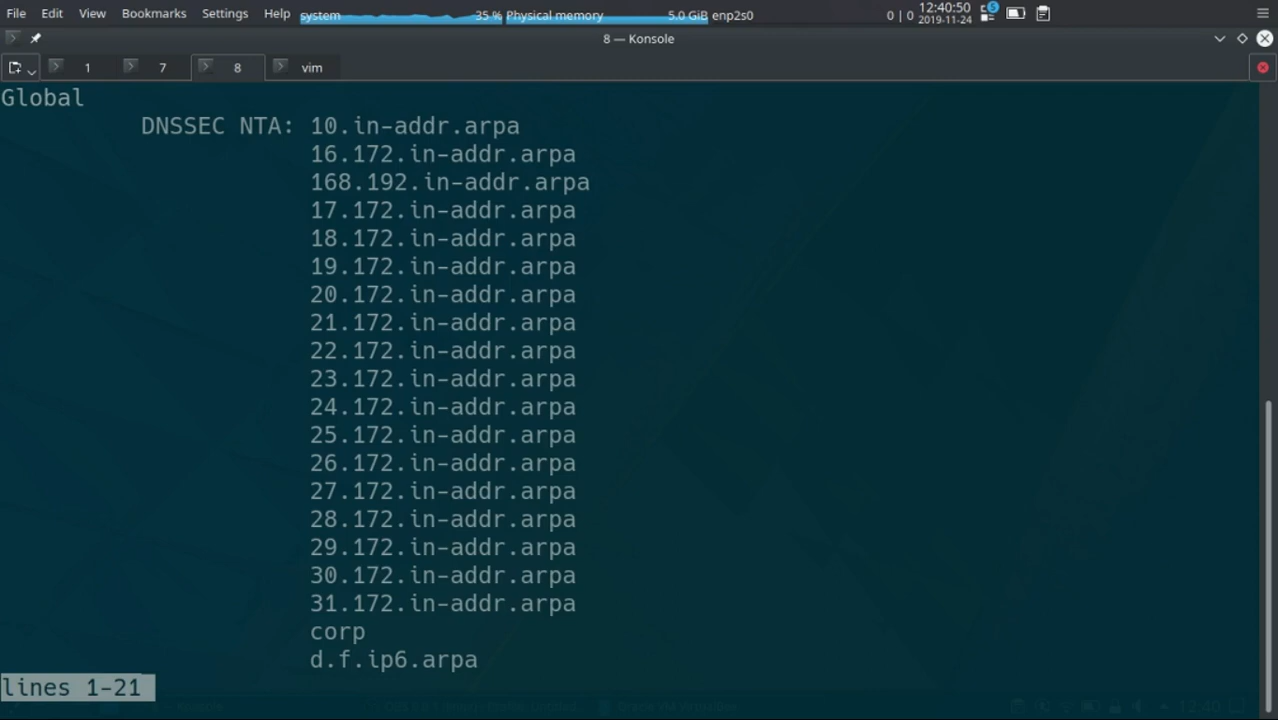 File Edit View Bookmarks Settings Help system 35 % Physical memory 5.0 GiB enp2s0 0 | 0 12:40:50 5
2019-11-24
8 — Konsole
1 7 8 vim
Global
DNSSEC NTA: 10.in-addr.arpa
16.172.in-addr.arpa
168.192.in-addr.arpa
17.172.in-addr.arpa
18.172.in-addr.arpa
19.172.in-addr.arpa
20.172.in-addr.arpa
21.172.in-addr.arpa
22.172.in-addr.arpa
23.172.in-addr.arpa
24.172.in-addr.arpa
25.172.in-addr.arpa
26.172.in-addr.arpa
27.172.in-addr.arpa
28.172.in-addr.arpa
29.172.in-addr.arpa
30.172.in-addr.arpa
31.172.in-addr.arpa
corp
d.f.ip6.arpa
lines 1-21
12:40